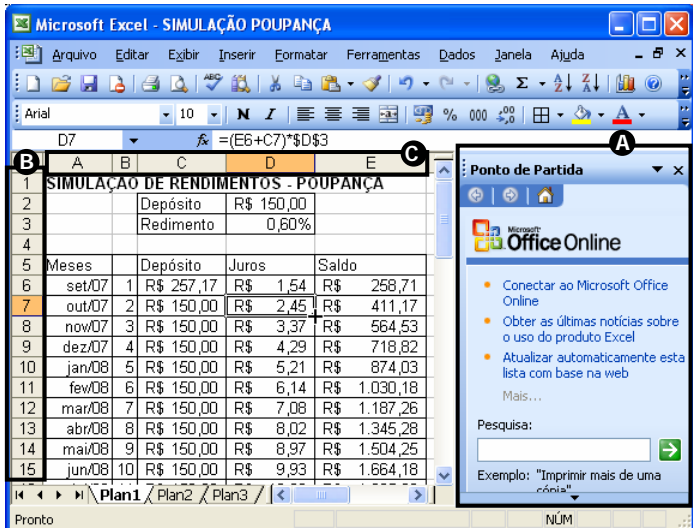 Microsoft Excel - SIMULAÇÃO POUPANÇA
Arquivo Editar Exibir Inserir Formatar Ferramentas Dados Janela Ajuda
Arial 10 N I % 000
D7 fx =(E6+C7)*$D$3
A
B A B C D E C
Ponto de Partida
1 SIMULAÇÃO DE RENDIMENTOS - POUPANÇA
2 Depósito R$ 150,00
3 Redimento 0,60%
4
5 Meses Depósito Juros Saldo
6 set/07 1 R$ 257,17 R$ 1,54 R$ 258,71
7 out/07 2 R$ 150,00 R$ 2,45 R$ 411,17
8 now/07 3 R$ 150,00 R$ 3,37 R$ 564,53
9 dez/07 4 R$ 150,00 R$ 4,29 R$ 718,82
10 jan/08 5 R$ 150,00 R$ 5,21 R$ 874,03
11 few/08 6 R$ 150,00 R$ 6,14 R$ 1.030,18
12 mar/08 7 R$ 150,00 R$ 7,08 R$ 1.187,26
13 abr/08 8 R$ 150,00 R$ 8,02 R$ 1.345,28
14 mai/08 9 R$ 150,00 R$ 8,97 R$ 1.504,25
15 jun/08 10 R$ 150,00 R$ 9,93 R$ 1.664,18
Microsoft
Office Online
Conectar ao Microsoft Office
Online
Obter as últimas notícias sobre
o uso do produto Excel
Atualizar automaticamente esta
lista com base na web
Mais...
Pesquisa:
Exemplo: "Imprimir mais de uma
cópia"
Plan1 Plan2 Plan3
Pronto NÚM